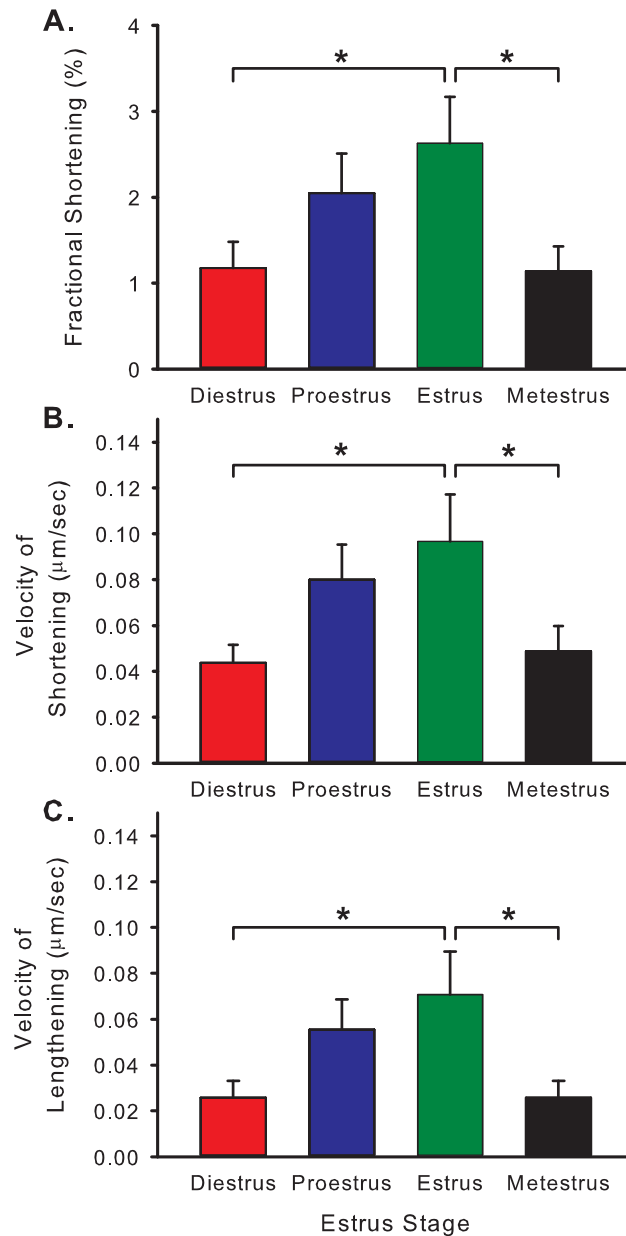 A.
Fractional Shortening (%)
4
3
2
1
0
* *
Diestrus Proestrus Estrus Metestrus
B.
Velocity of
Shortening (μm/sec)
0.14
0.12
0.10
0.08
0.06
0.04
0.02
0.00
* *
Diestrus Proestrus Estrus Metestrus
C.
Velocity of
Lengthening (μm/sec)
0.14
0.12
0.10
0.08
0.06
0.04
0.02
0.00
* *
Diestrus Proestrus Estrus Metestrus
Estrus Stage